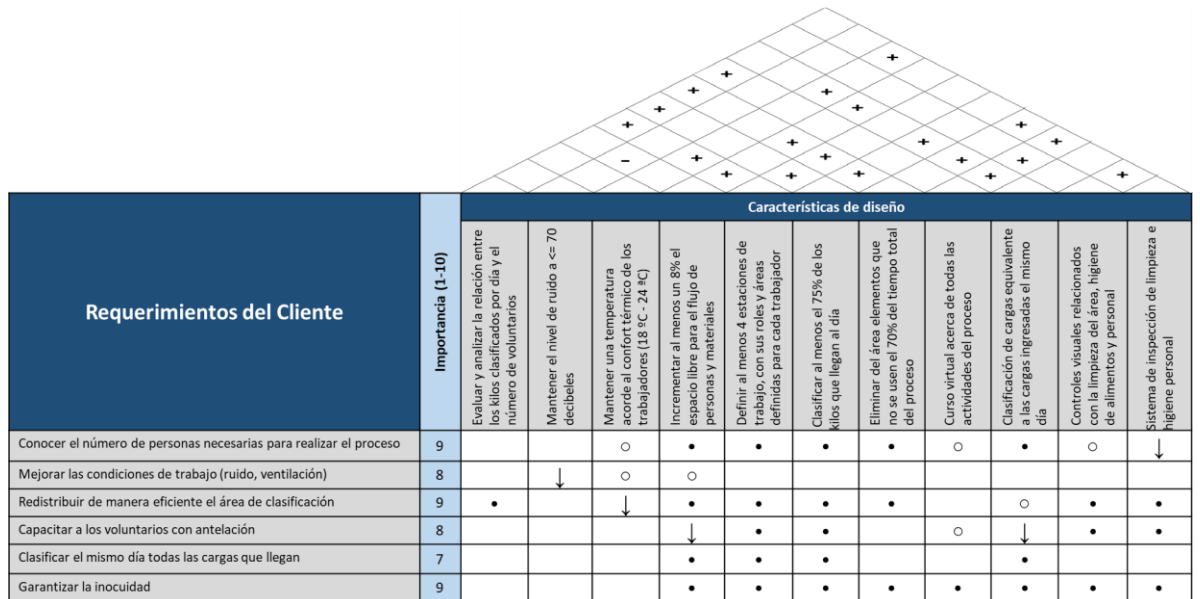 +
+
+ +
+ +
+ +
+ +
− + + + +
+ + + + +
Características de diseño
Requerimientos del Cliente
Importancia (1-10)
Evaluar y analizar la relación entre
los kilos clasificados por día y el
número de voluntarios
Mantener el nivel de ruido a <= 70
decibeles
Mantener una temperatura
acorde al confort térmico de los
trabajadores (18 ºC - 24 ºC)
Incrementar al menos un 8% el
espacio libre para el flujo de
personas y materiales
Definir al menos 4 estaciones de
trabajo, con sus roles y áreas
definidas para cada trabajador
Clasificar al menos el 75% de los
kilos que llegan al día
Eliminar del área elementos que
no se usen el 70% del tiempo total
del proceso
Curso virtual acerca de todas las
actividades del proceso
Clasificación de cargas equivalente
a las cargas ingresadas el mismo
día
Controles visuales relacionados
con la limpieza del área, higiene
de alimentos y personal
Sistema de inspección de limpieza e
higiene personal
Conocer el número de personas necesarias para realizar el proceso 9 ○ • • • • ○ • ○ ↓
Mejorar las condiciones de trabajo (ruido, ventilación) 8 ↓ ○ ○
Redistribuir de manera eficiente el área de clasificación 9 • ↓ • • • • ○ • •
Capacitar a los voluntarios con antelación 8 ↓ • • ○ ↓ • •
Clasificar el mismo día todas las cargas que llegan 7 • • • •
Garantizar la inocuidad 9 • • • • • • • •